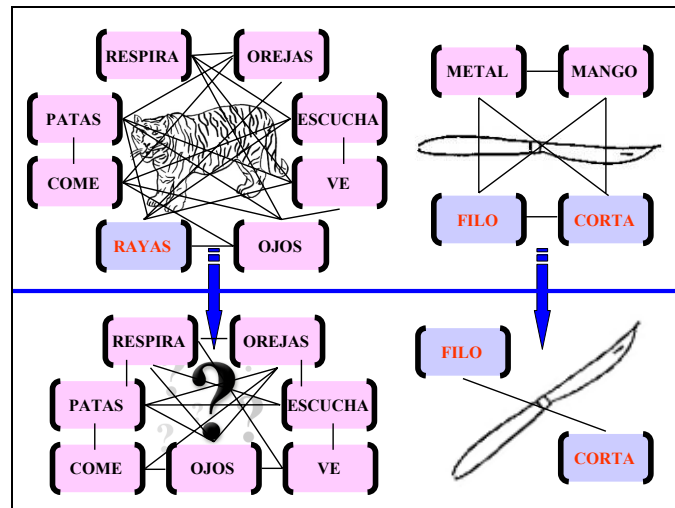 RESPIRA OREJAS
METAL MANGO
PATAS ESCUCHA
COME VE
RAYAS OJOS
FILO CORTA
RESPIRA OREJAS
FILO
PATAS ESCUCHA
COME OJOS VE
CORTA
?